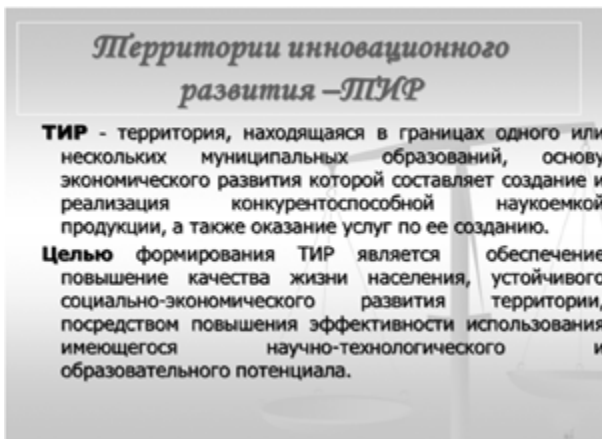 Территории инновационного
развития –ТИР
ТИР - территория, находящаяся в границах одного или
нескольких муниципальных образований, основу
экономического развития которой составляет создание и
реализация конкурентоспособной наукоемкой
продукции, а также оказание услуг по ее созданию.
Целью формирования ТИР является обеспечение
повышение качества жизни населения, устойчивого
социально-экономического развития территории,
посредством повышения эффективности использования
имеющегося научно-технологического и
образовательного потенциала.